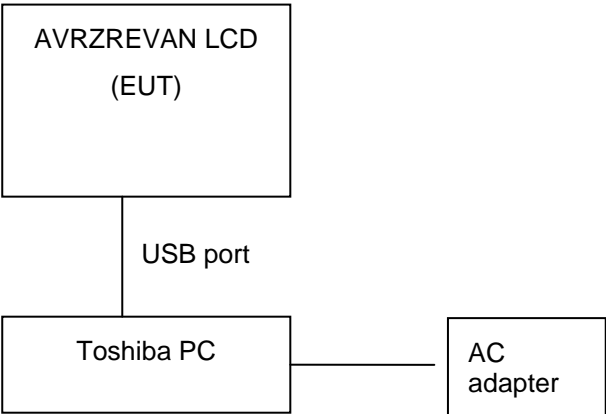 AVRZREVAN LCD
(EUT)
USB port
Toshiba PC
AC
adapter